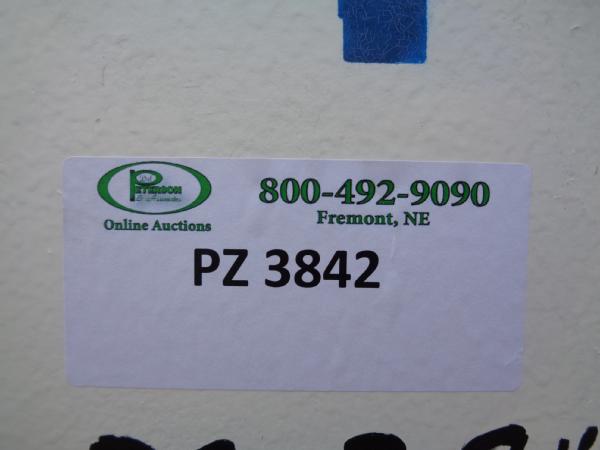 PETERSON
Online Auctions
800-492-9090
Fremont, NE
PZ 3842